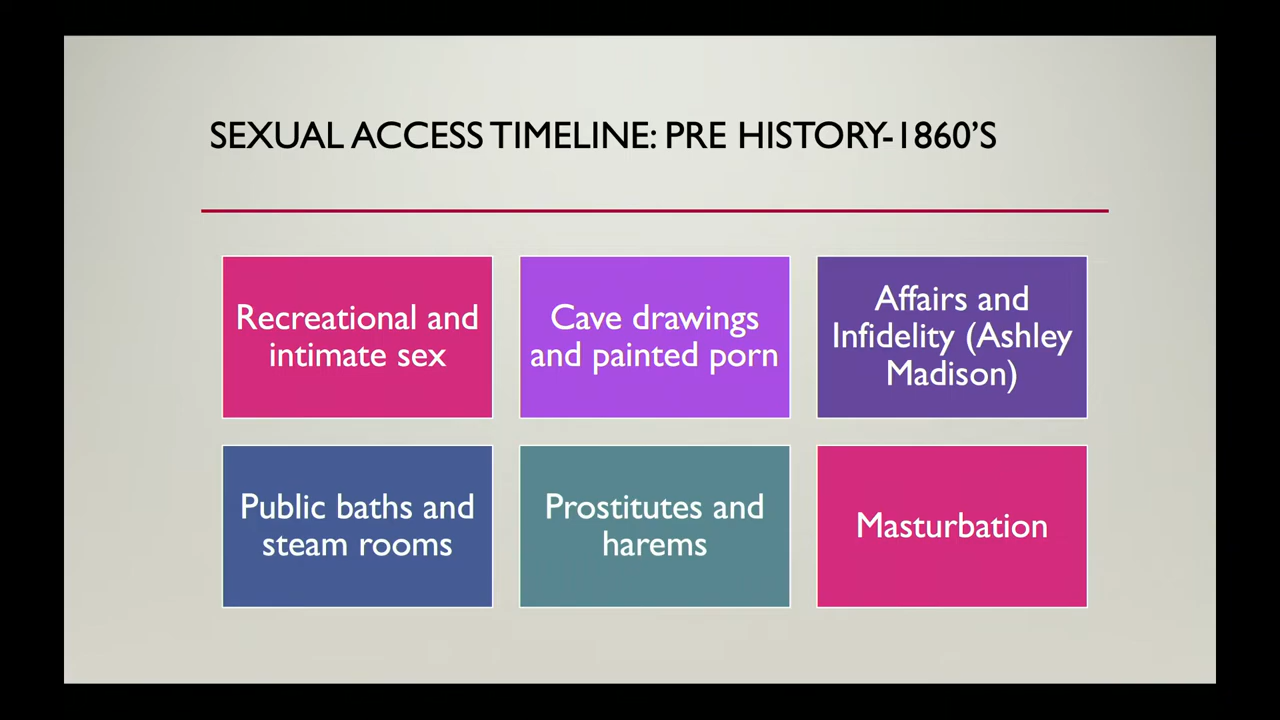 SEXUAL ACCESS TIMELINE: PRE HISTORY-1860’S
Recreational and
intimate sex
Cave drawings
and painted porn
Affairs and
Infidelity (Ashley
Madison)
Public baths and
steam rooms
Prostitutes and
harems
Masturbation